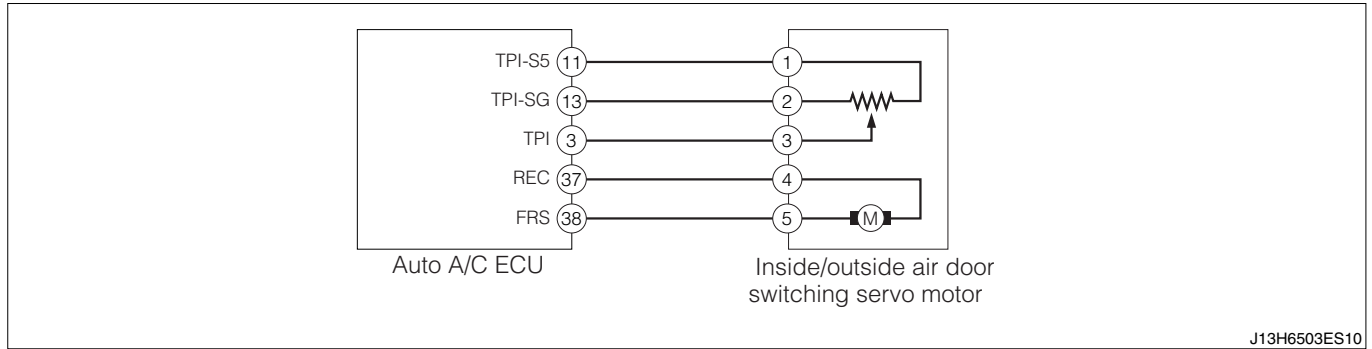 TPI-S5 11 1
TPI-SG 13 2
TPI 3 3
REC 37 4
FRS 38 5 M
Auto A/C ECU
Inside/outside air door
switching servo motor
J13H6503ES10